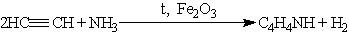 2HC≡CH + NH₃ t, Fe₂O₃ → C₄H₄NH + H₂